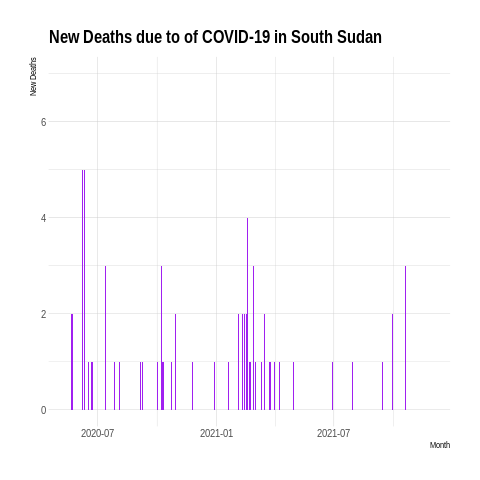 New Deaths due to of COVID-19 in South Sudan
New Deaths
6
4
2
0
2020-07
2021-01
2021-07
Month